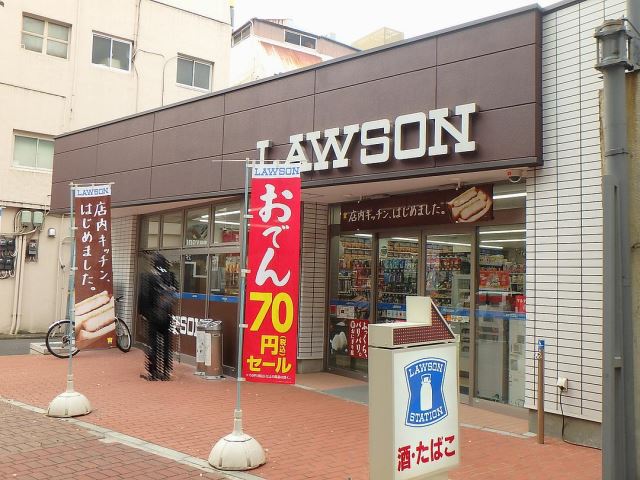 LAWSON
店内キッチン、はじめました。
LAWSON
店内キッチン、
はじめました。
LAWSON
おでん
70
円
(税込)
セール
LAWSON
STATION
酒・たばこ